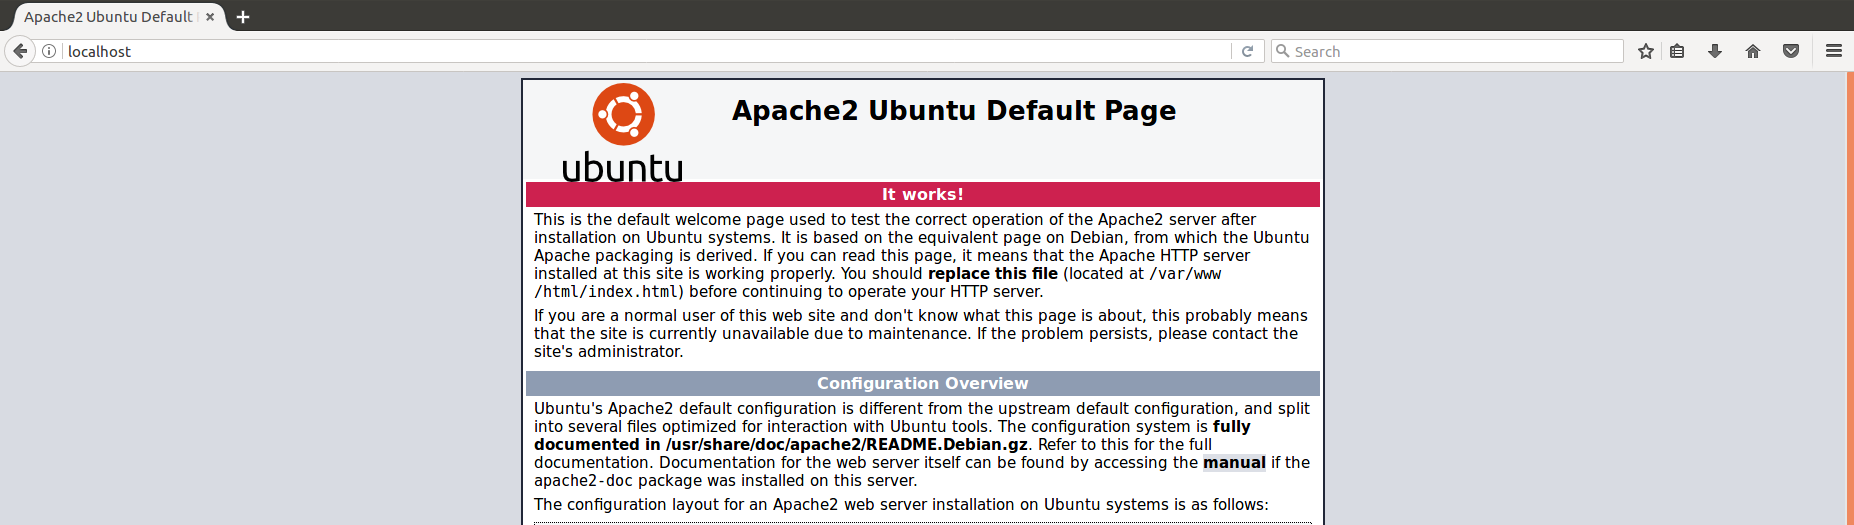 Apache2 Ubuntu Default
localhost
Search
ubuntu
Apache2 Ubuntu Default Page
It works!
This is the default welcome page used to test the correct operation of the Apache2 server after
installation on Ubuntu systems. It is based on the equivalent page on Debian, from which the Ubuntu
Apache packaging is derived. If you can read this page, it means that the Apache HTTP server
installed at this site is working properly. You should replace this file (located at /var/www
/html/index.html) before continuing to operate your HTTP server.
If you are a normal user of this web site and don't know what this page is about, this probably means
that the site is currently unavailable due to maintenance. If the problem persists, please contact the
site's administrator.
Configuration Overview
Ubuntu's Apache2 default configuration is different from the upstream default configuration, and split
into several files optimized for interaction with Ubuntu tools. The configuration system is fully
documented in /usr/share/doc/apache2/README.Debian.gz. Refer to this for the full
documentation. Documentation for the web server itself can be found by accessing the manual if the
apache2-doc package was installed on this server.
The configuration layout for an Apache2 web server installation on Ubuntu systems is as follows: